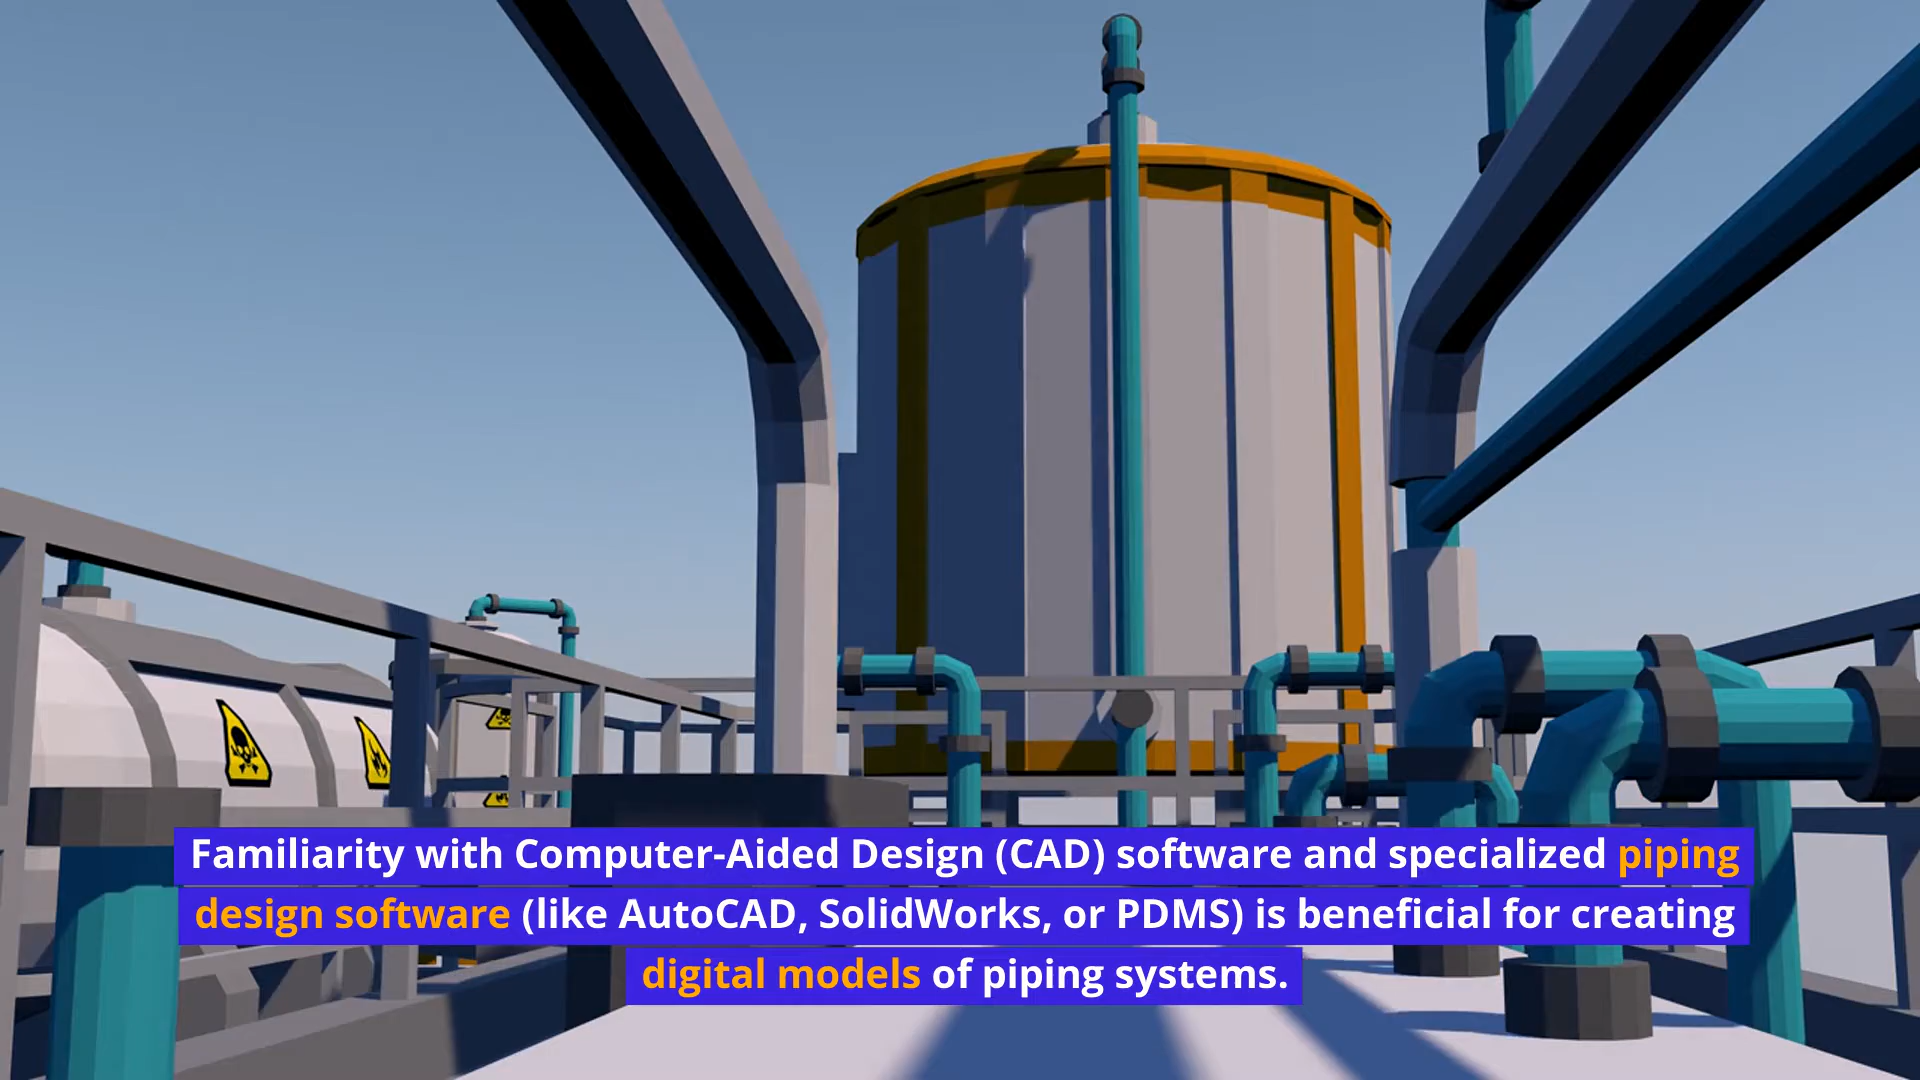 Familiarity with Computer-Aided Design (CAD) software and specialized piping
design software (like AutoCAD, SolidWorks, or PDMS) is beneficial for creating
digital models of piping systems.